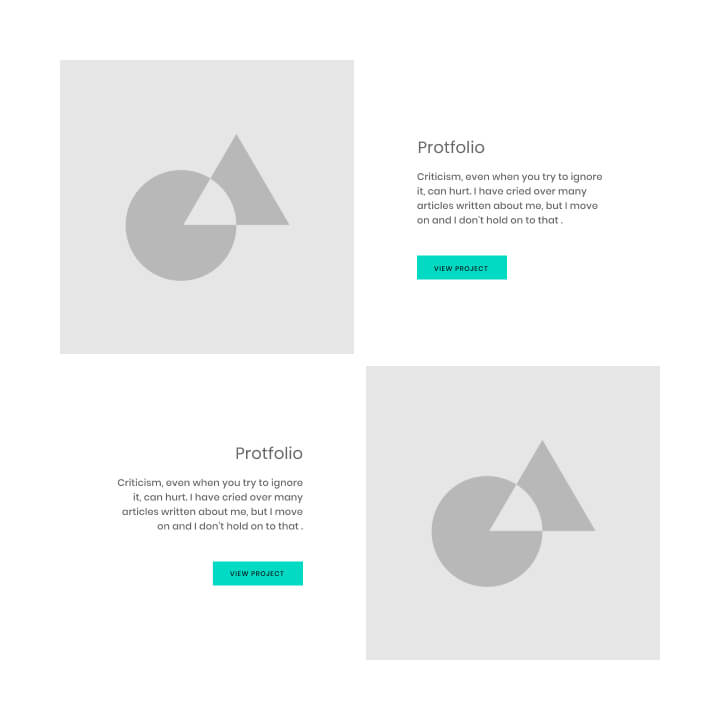 Protfolio
Criticism, even when you try to ignore
it, can hurt. I have cried over many
articles written about me, but I move
on and I don't hold on to that .
VIEW PROJECT
Protfolio
Criticism, even when you try to ignore
it, can hurt. I have cried over many
articles written about me, but I move
on and I don't hold on to that .
VIEW PROJECT